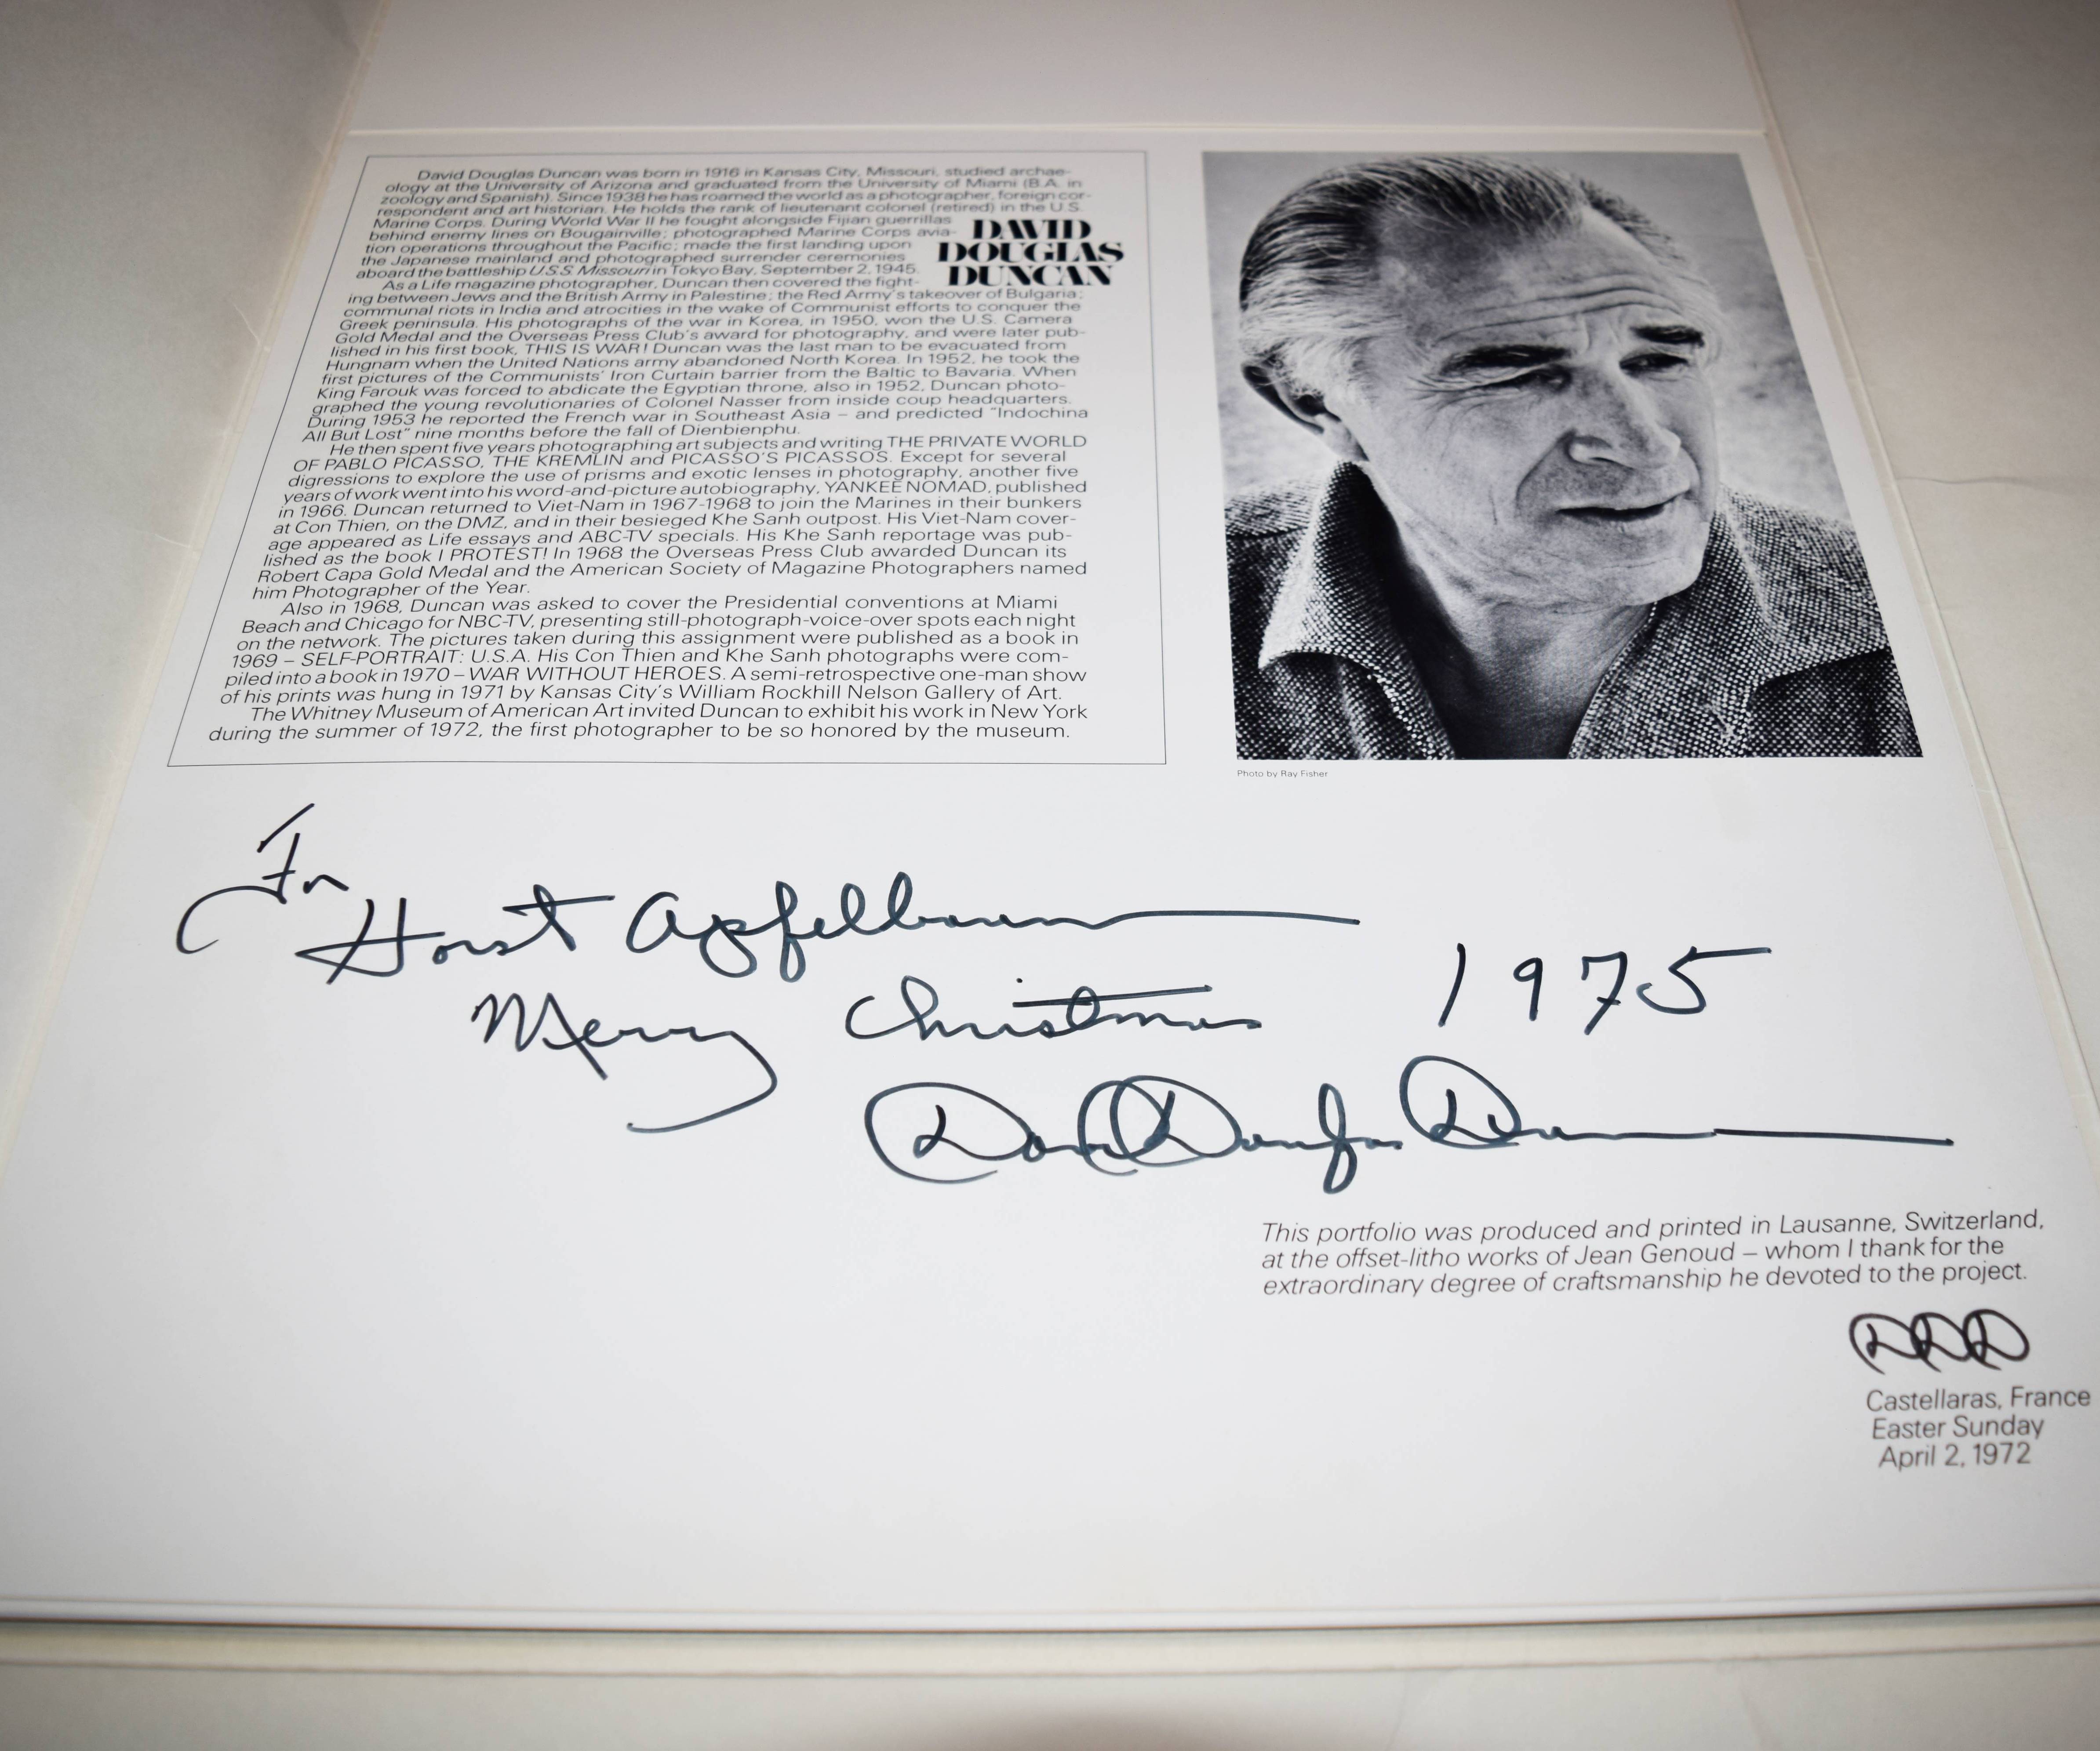 David Douglas Duncan was born in 1916 in Kansas City, Missouri, studied archae-
ology at the University of Arizona and graduated from the University of Miami (B.A. in
zoology and Spanish). Since 1938 he has roamed the world as a photographer, foreign cor-
respondent and art historian. He holds the rank of lieutenant colonel (retired) in the U.S.
Marine Corps. During World War II he fought alongside Fijian guerrillas
behind enemy lines on Bougainville; photographed Marine Corps avia-
tion operations throughout the Pacific; made the first landing upon
the Japanese mainland and photographed surrender ceremonies
aboard the battleship U.S.S. Missouri in Tokyo Bay, September 2, 1945.
DAVID
DOUGLAS
DUNCAN
As a Life magazine photographer, Duncan then covered the fight-
ing between Jews and the British Army in Palestine; the Red Army's takeover of Bulgaria;
communal riots in India and atrocities in the wake of Communist efforts to conquer the
Greek peninsula. His photographs of the war in Korea, in 1950, won the U.S. Camera
Gold Medal and the Overseas Press Club's award for photography, and were later pub-
lished in his first book, THIS IS WAR! Duncan was the last man to be evacuated from
Hungnam when the United Nations army abandoned North Korea. In 1952, he took the
first pictures of the Communists' Iron Curtain barrier from the Baltic to Bavaria. When
King Farouk was forced to abdicate the Egyptian throne, also in 1952, Duncan photo-
graphed the young revolutionaries of Colonel Nasser from inside coup headquarters.
During 1953 he reported the French war in Southeast Asia – and predicted "Indochina
All But Lost" nine months before the fall of Dienbienphu.
He then spent five years photographing art subjects and writing THE PRIVATE WORLD
OF PABLO PICASSO, THE KREMLIN and PICASSO'S PICASSOS. Except for several
digressions to explore the use of prisms and exotic lenses in photography, another five
years of work went into his word-and-picture autobiography, YANKEE NOMAD, published
in 1966. Duncan returned to Viet-Nam in 1967-1968 to join the Marines in their bunkers
at Con Thien, on the DMZ, and in their besieged Khe Sanh outpost. His Viet-Nam cover-
age appeared as Life essays and ABC-TV specials. His Khe Sanh reportage was pub-
lished as the book I PROTEST! In 1968 the Overseas Press Club awarded Duncan its
Robert Capa Gold Medal and the American Society of Magazine Photographers named
him Photographer of the Year.
Also in 1968, Duncan was asked to cover the Presidential conventions at Miami
Beach and Chicago for NBC-TV, presenting still-photograph-voice-over spots each night
on the network. The pictures taken during this assignment were published as a book in
1969 – SELF-PORTRAIT: U.S.A. His Con Thien and Khe Sanh photographs were com-
piled into a book in 1970 – WAR WITHOUT HEROES. A semi-retrospective one-man show
of his prints was hung in 1971 by Kansas City's William Rockhill Nelson Gallery of Art.
The Whitney Museum of American Art invited Duncan to exhibit his work in New York
during the summer of 1972, the first photographer to be so honored by the museum.
Photo by Ray Fisher
For
Horst Apfelbaum
Merry Christmas 1975
David Douglas Duncan
This portfolio was produced and printed in Lausanne, Switzerland,
at the offset-litho works of Jean Genoud – whom I thank for the
extraordinary degree of craftsmanship he devoted to the project.
DDD
Castellaras, France
Easter Sunday
April 2, 1972